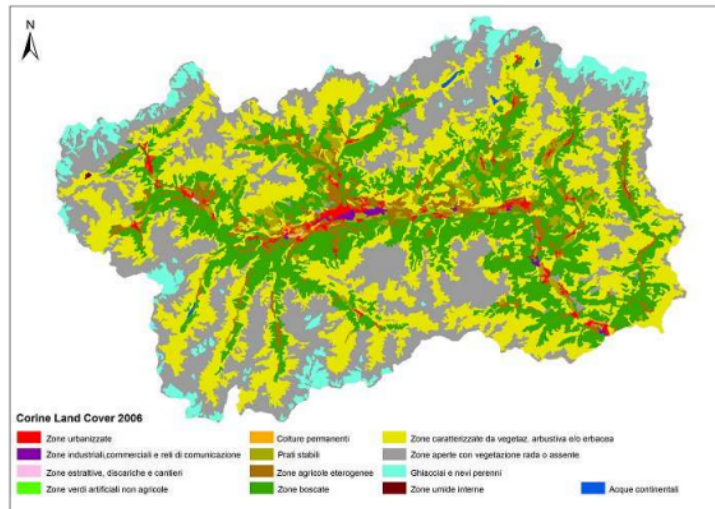 N
Corine Land Cover 2006
Zone urbanizzate
Zone industriali,commerciali e reti di comunicazione
Zone estrattive, discariche e cantieri
Zone verdi artificiali non agricole
Colture permanenti
Prati stabili
Zone agricole eterogenee
Zone boscate
Zone caratterizzate da vegetaz. arbustiva e/o erbacea
Zone aperte con vegetazione rada o assente
Ghiacciai e nevi perenni
Zone umide interne
Acque continentali